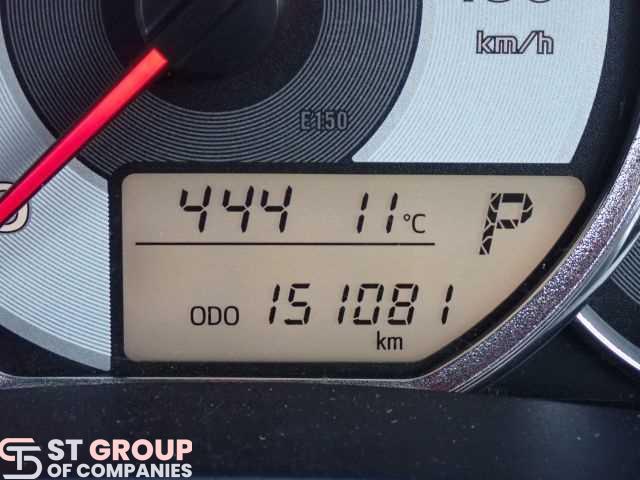 km/h
E150
444 11°C P
ODO 151081
km
ST GROUP
OF COMPANIES